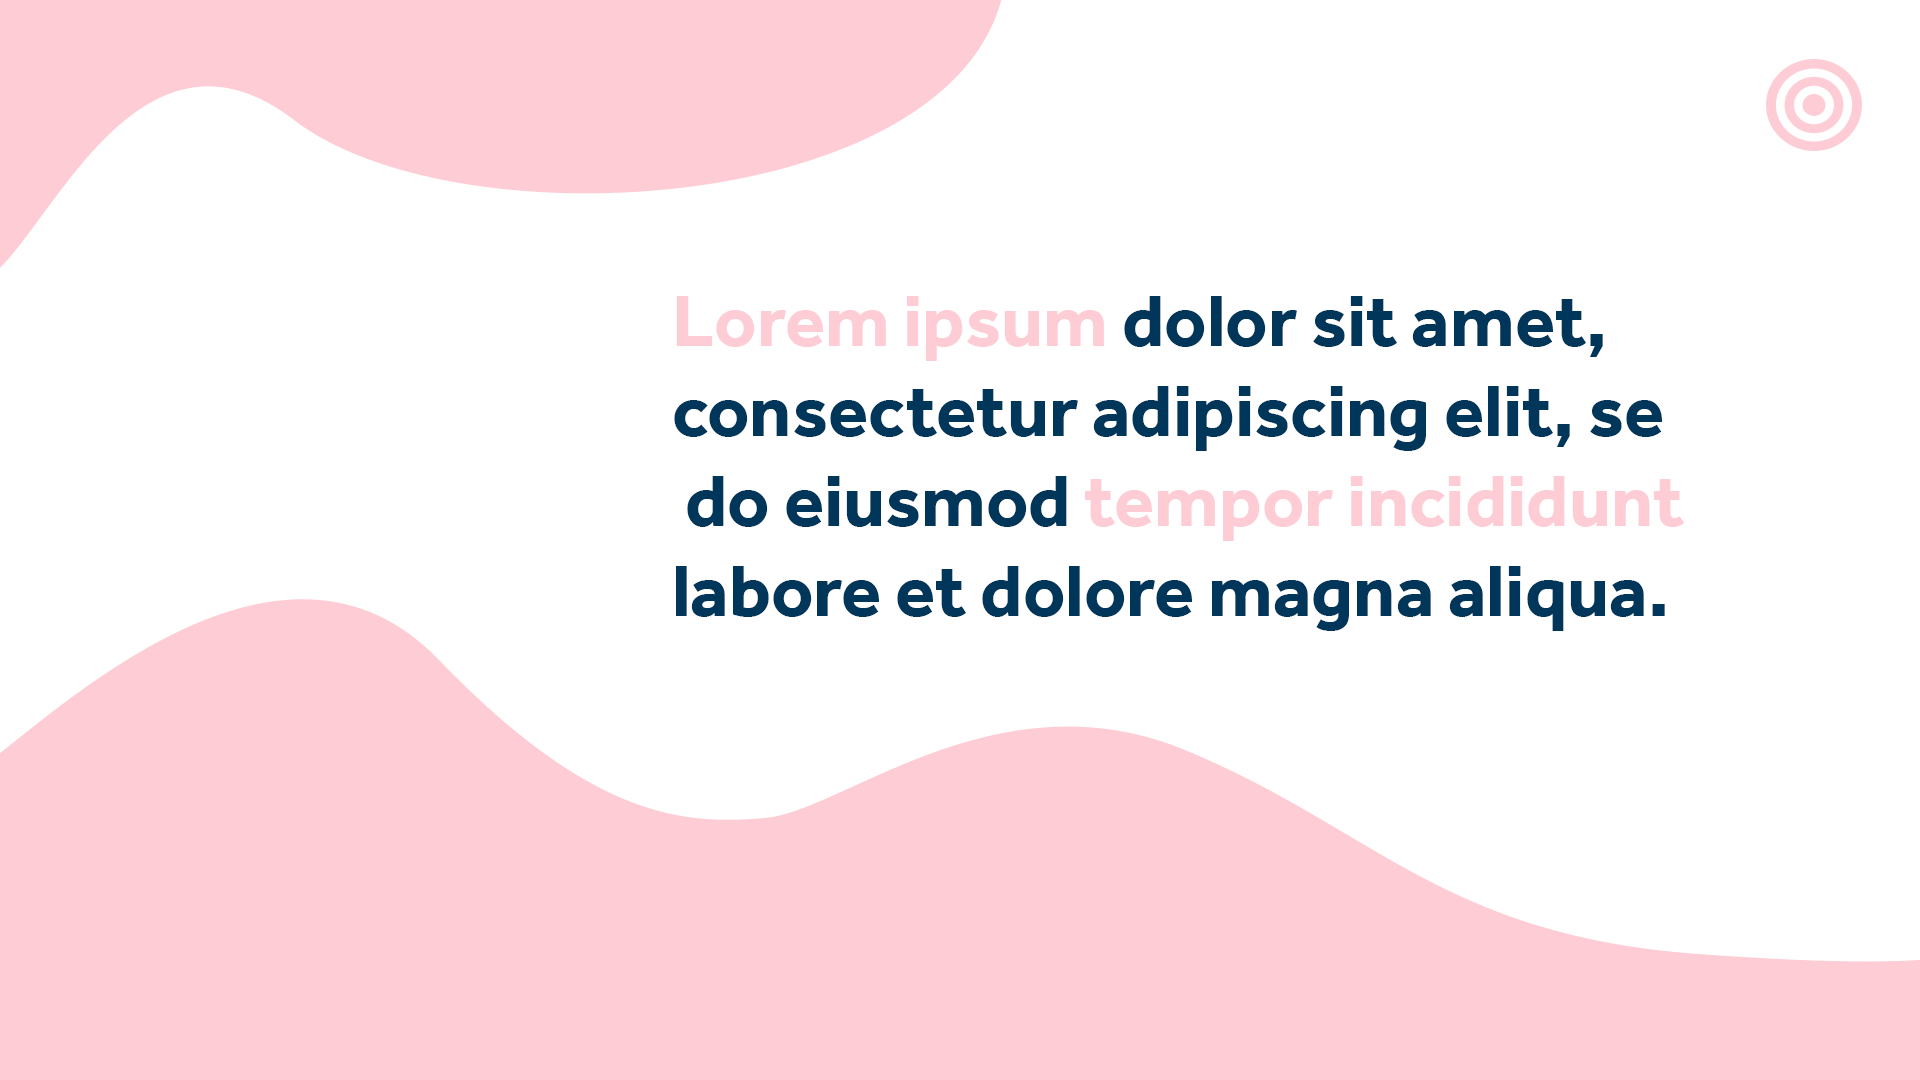 Lorem ipsum dolor sit amet,
consectetur adipiscing elit, se
do eiusmod tempor incididunt
labore et dolore magna aliqua.